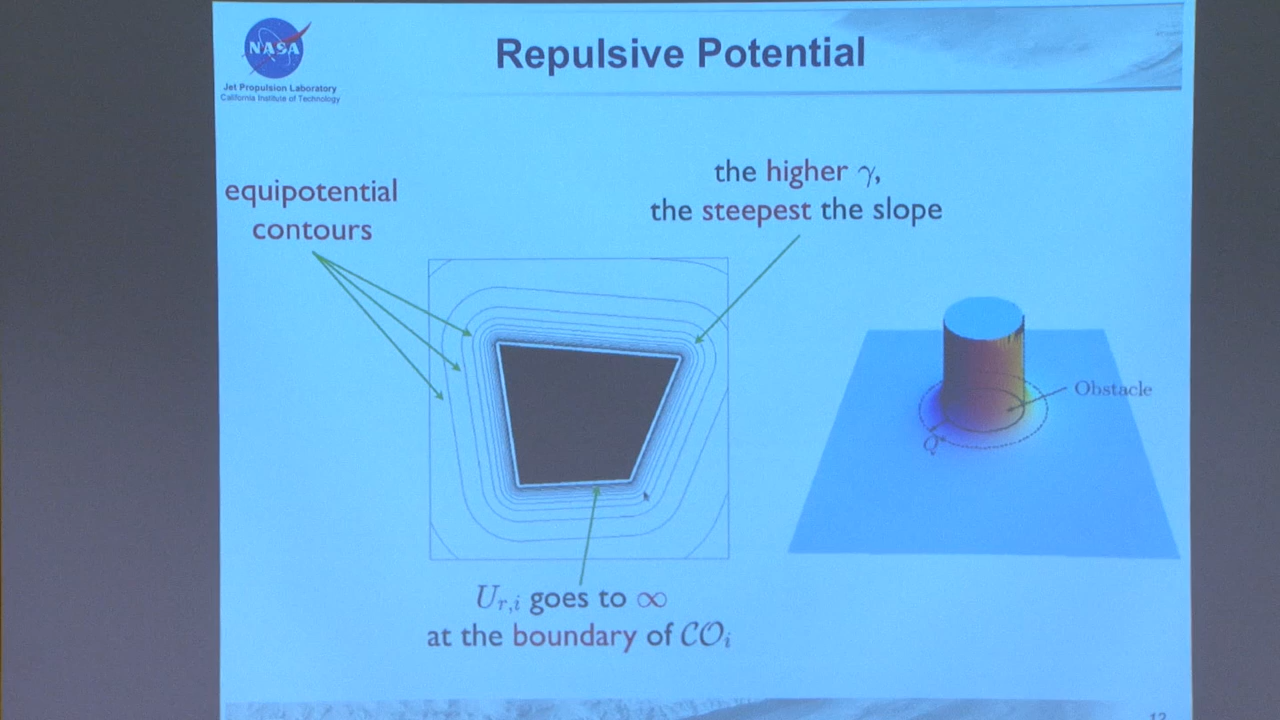 NASA
Jet Propulsion Laboratory
California Institute of Technology
Repulsive Potential
equipotential
contours
the higher γ,
the steepest the slope
Obstacle
Q
U_{r,i} goes to ∞
at the boundary of 𝒞𝒪_i
12